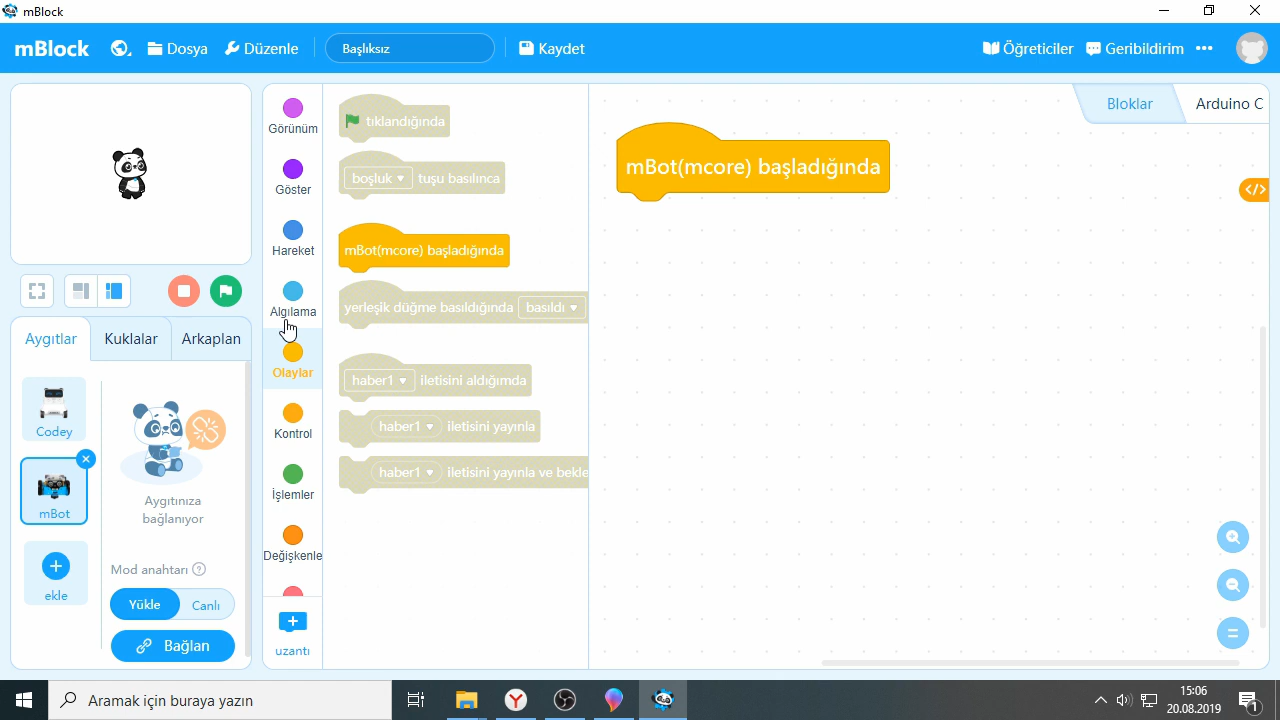 mBlock
mBlock
Dosya
Düzenle
Başlıksız
Kaydet
Öğreticiler
Geribildirim
Görünüm
Göster
Hareket
Algılama
Olaylar
Kontrol
İşlemler
Değişkenle
uzantı
tıklandığında
boşluk tuşu basılınca
mBot(mcore) başladığında
yerleşik düğme basıldığında basıldı
haber1 iletisini aldığımda
haber1 iletisini yayınla
haber1 iletisini yayınla ve bekle
Bloklar
Arduino C
mBot(mcore) başladığında
</>
Aygıtlar
Kuklalar
Arkaplan
Codey
mBot
ekle
Aygıtınıza
bağlanıyor
Mod anahtarı ?
Yükle
Canlı
Bağlan
Aramak için buraya yazın
15:06
20.08.2019
1